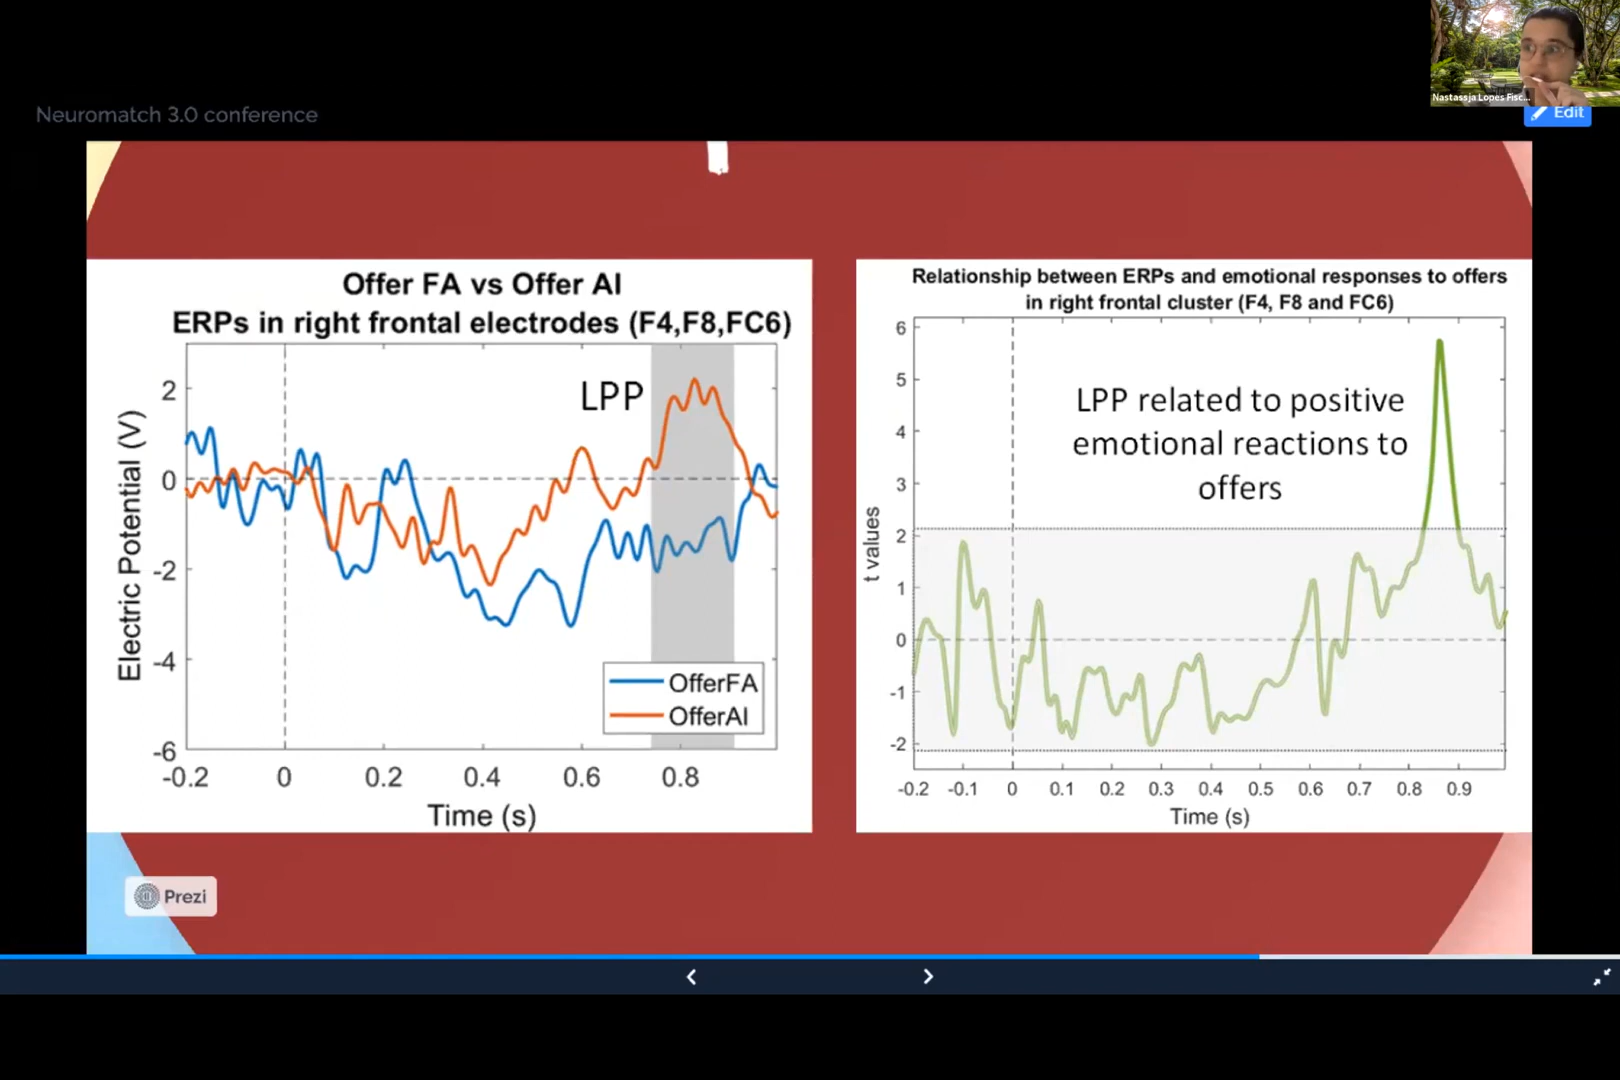 Nastassja Lopes Fisc...
Neuromatch 3.0 conference
Edit
Offer FA vs Offer AI
ERPs in right frontal electrodes (F4,F8,FC6)
LPP
Electric Potential (V)
2
0
-2
-4
-6
-0.2 0 0.2 0.4 0.6 0.8
Time (s)
OfferFA
OfferAI
Relationship between ERPs and emotional responses to offers
in right frontal cluster (F4, F8 and FC6)
LPP related to positive
emotional reactions to
offers
t values
6
5
4
3
2
1
0
-1
-2
-0.2 -0.1 0 0.1 0.2 0.3 0.4 0.5 0.6 0.7 0.8 0.9
Time (s)
Prezi